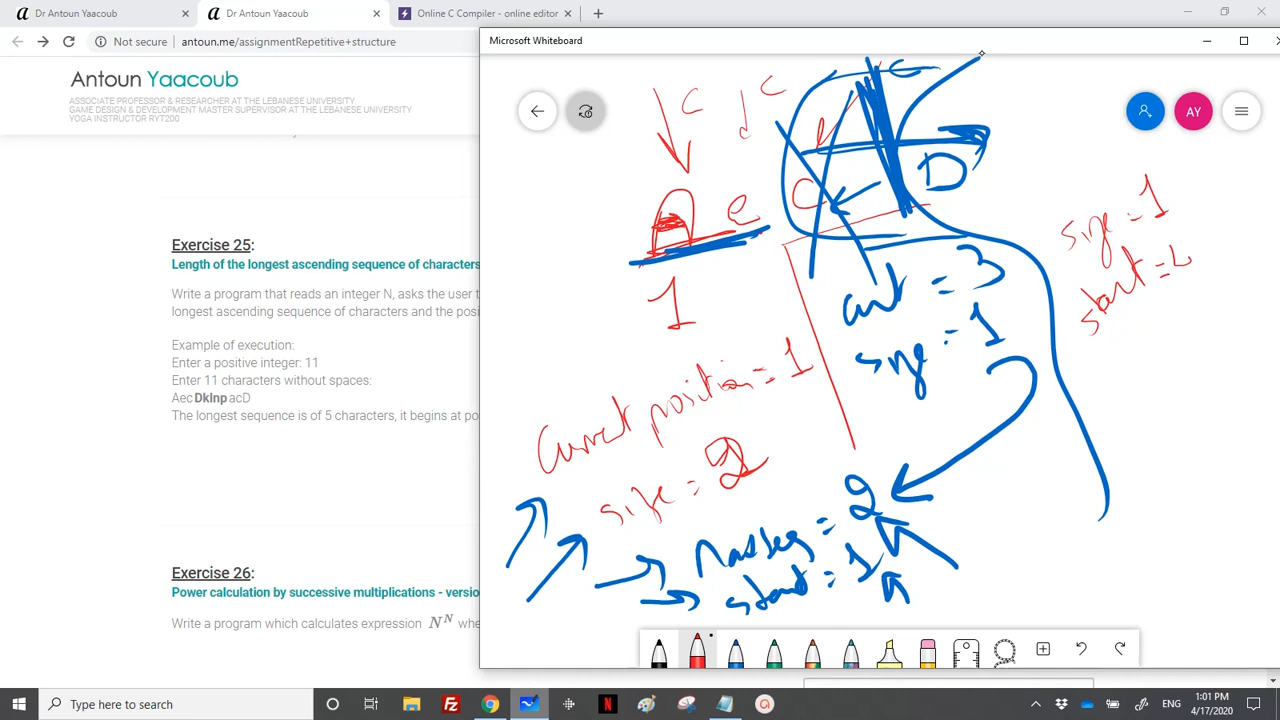 Dr Antoun Yaacoub
Dr Antoun Yaacoub
Online C Compiler - online editor
Not secure
antoun.me/assignmentRepetitive+structure
Microsoft Whiteboard
Antoun Yaacoub
ASSOCIATE PROFESSOR & RESEARCHER AT THE LEBANESE UNIVERSITY
GAME DESIGN & DEVELOPMENT MASTER SUPERVISOR AT THE LEBANESE UNIVERSITY
YOGA INSTRUCTOR RYT200
AY
Exercise 25:
Length of the longest ascending sequence of characters
Write a program that reads an integer N, asks the user t
longest ascending sequence of characters and the posi
Example of execution:
Enter a positive integer: 11
Enter 11 characters without spaces:
AecDkInpacD
The longest sequence is of 5 characters, it begins at po
Exercise 26:
Power calculation by successive multiplications - versio
Write a program which calculates expression N^N whe
C
C
A e C
D
1
size = 1
start = 4
= 3
size = 1
Current position = 1
size = 2
= 2
start = 1
Type here to search
ENG
1:01 PM
4/17/2020